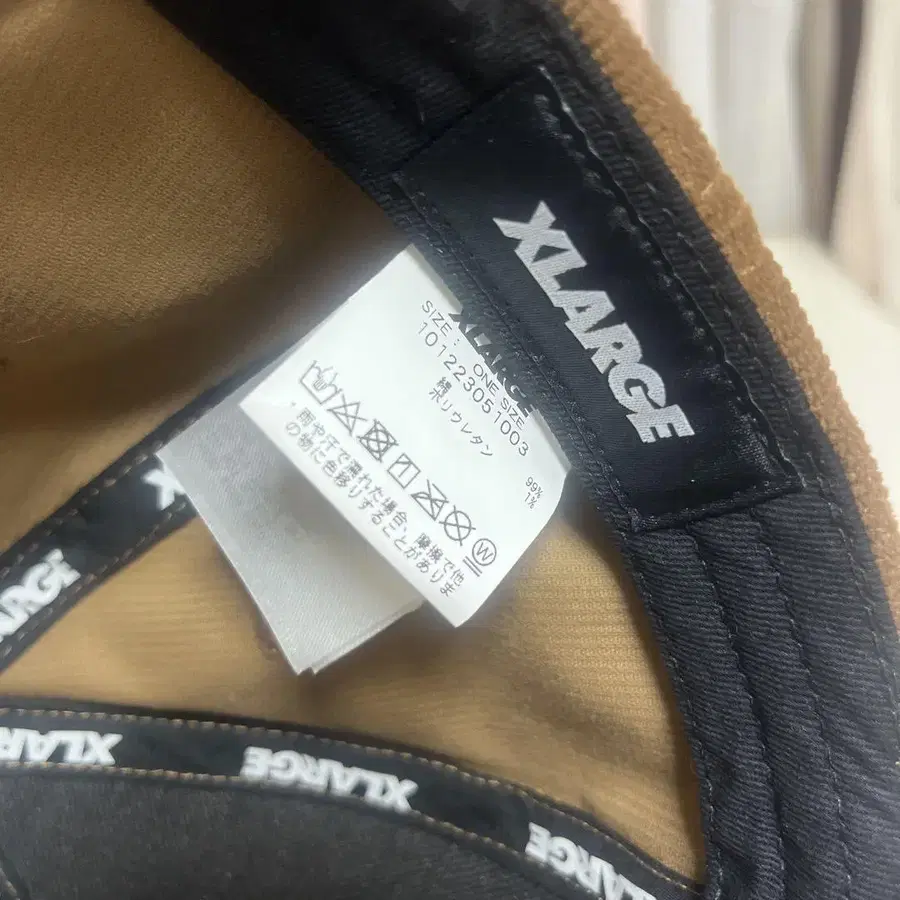 XLARGE
XLARGE
SIZE : ONE SIZE
101223051003
綿 99%
ポリウレタン 1%
・雨や汗で濡れた場合、摩擦で他
の物に色移りすることがありま
XLARGE
XLARGE
XLARGE
XLARGE